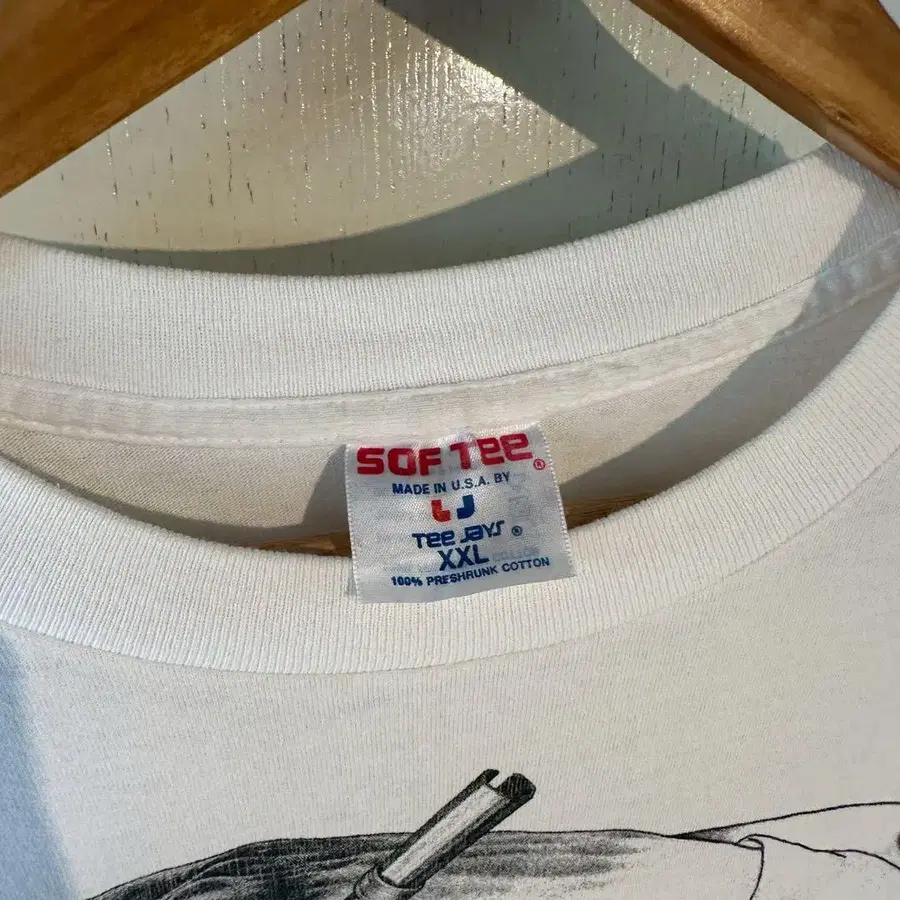 SOF TEE®
MADE IN U.S.A. BY
TEE JAYS®
XXL
100% PRESHRUNK COTTON